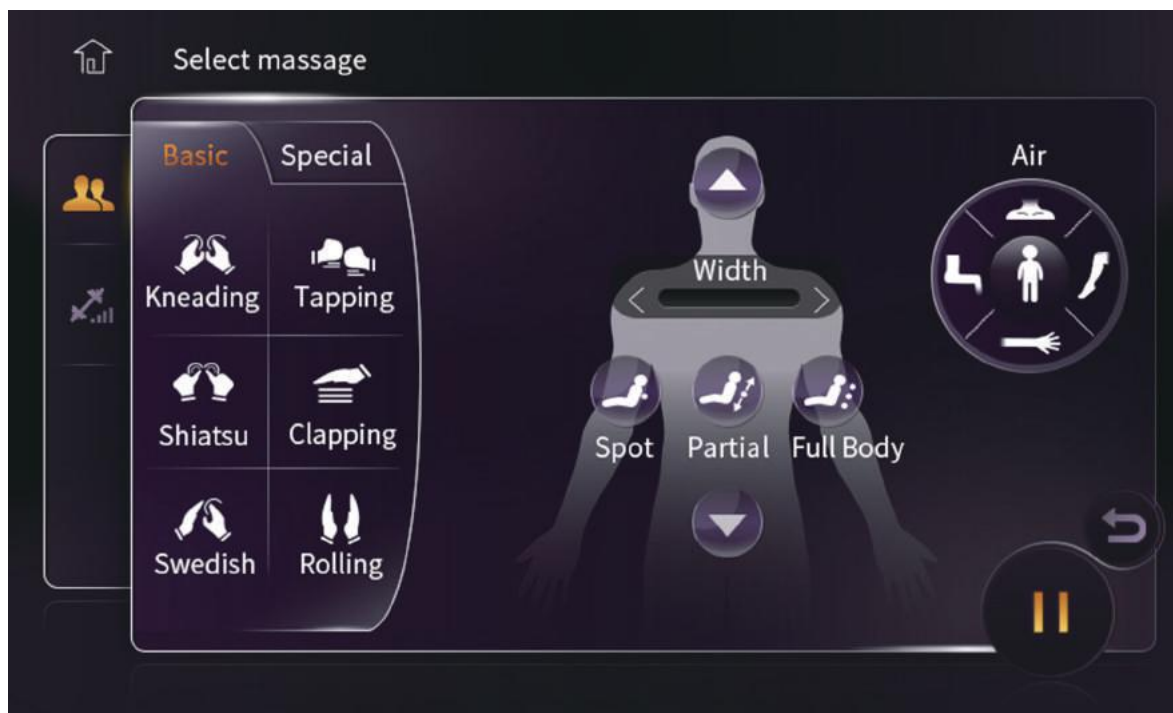 Select massage
Basic Special
Kneading Tapping
Shiatsu Clapping
Swedish Rolling
Width
Spot Partial Full Body
Air